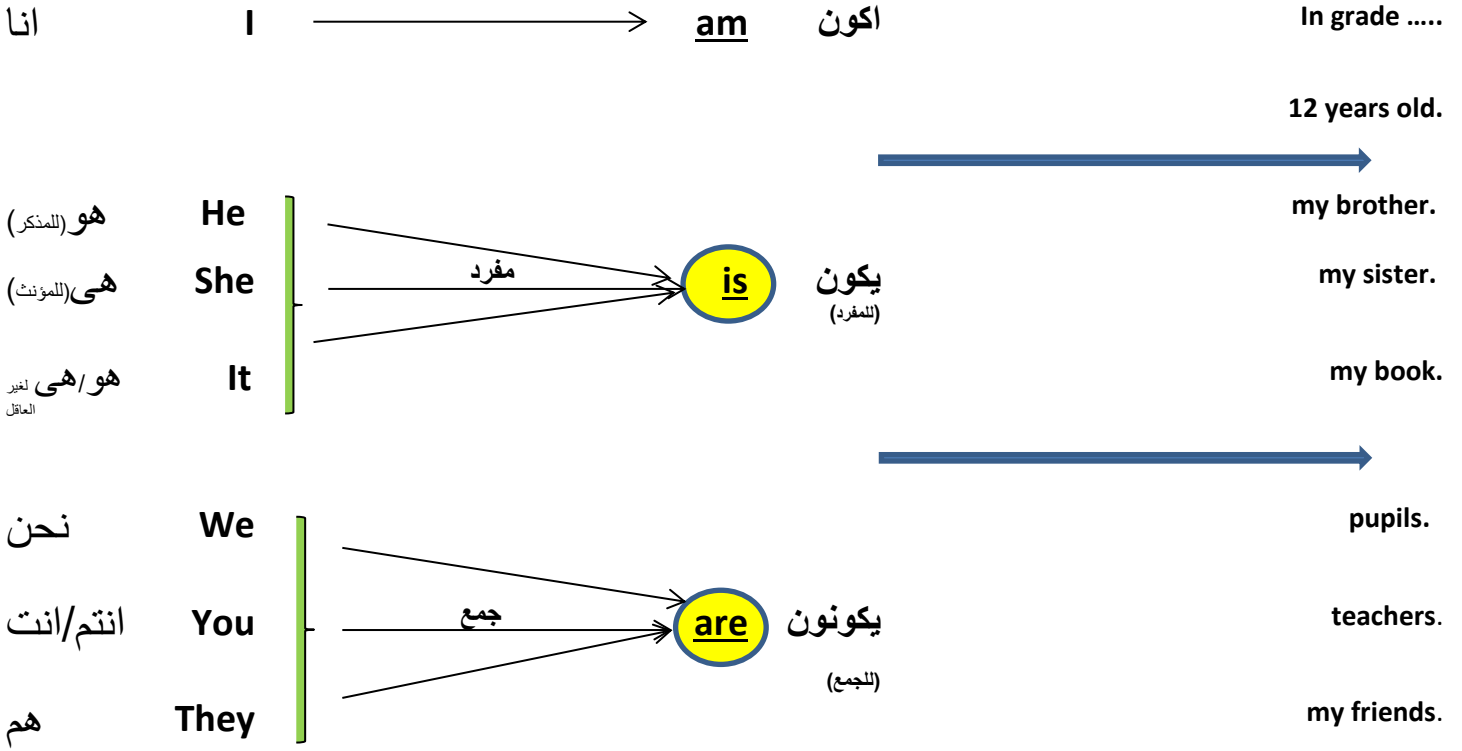 انا I am اكون In grade .....
12 years old.
هو (للمذكر) He my brother.
هى (للمؤنث) She مفرد is يكون my sister.
(للمفرد)
هو /هى لغير It my book.
العاقل
نحن We pupils.
انتم/انت You جمع are يكونون teachers.
(للجمع)
هم They my friends.